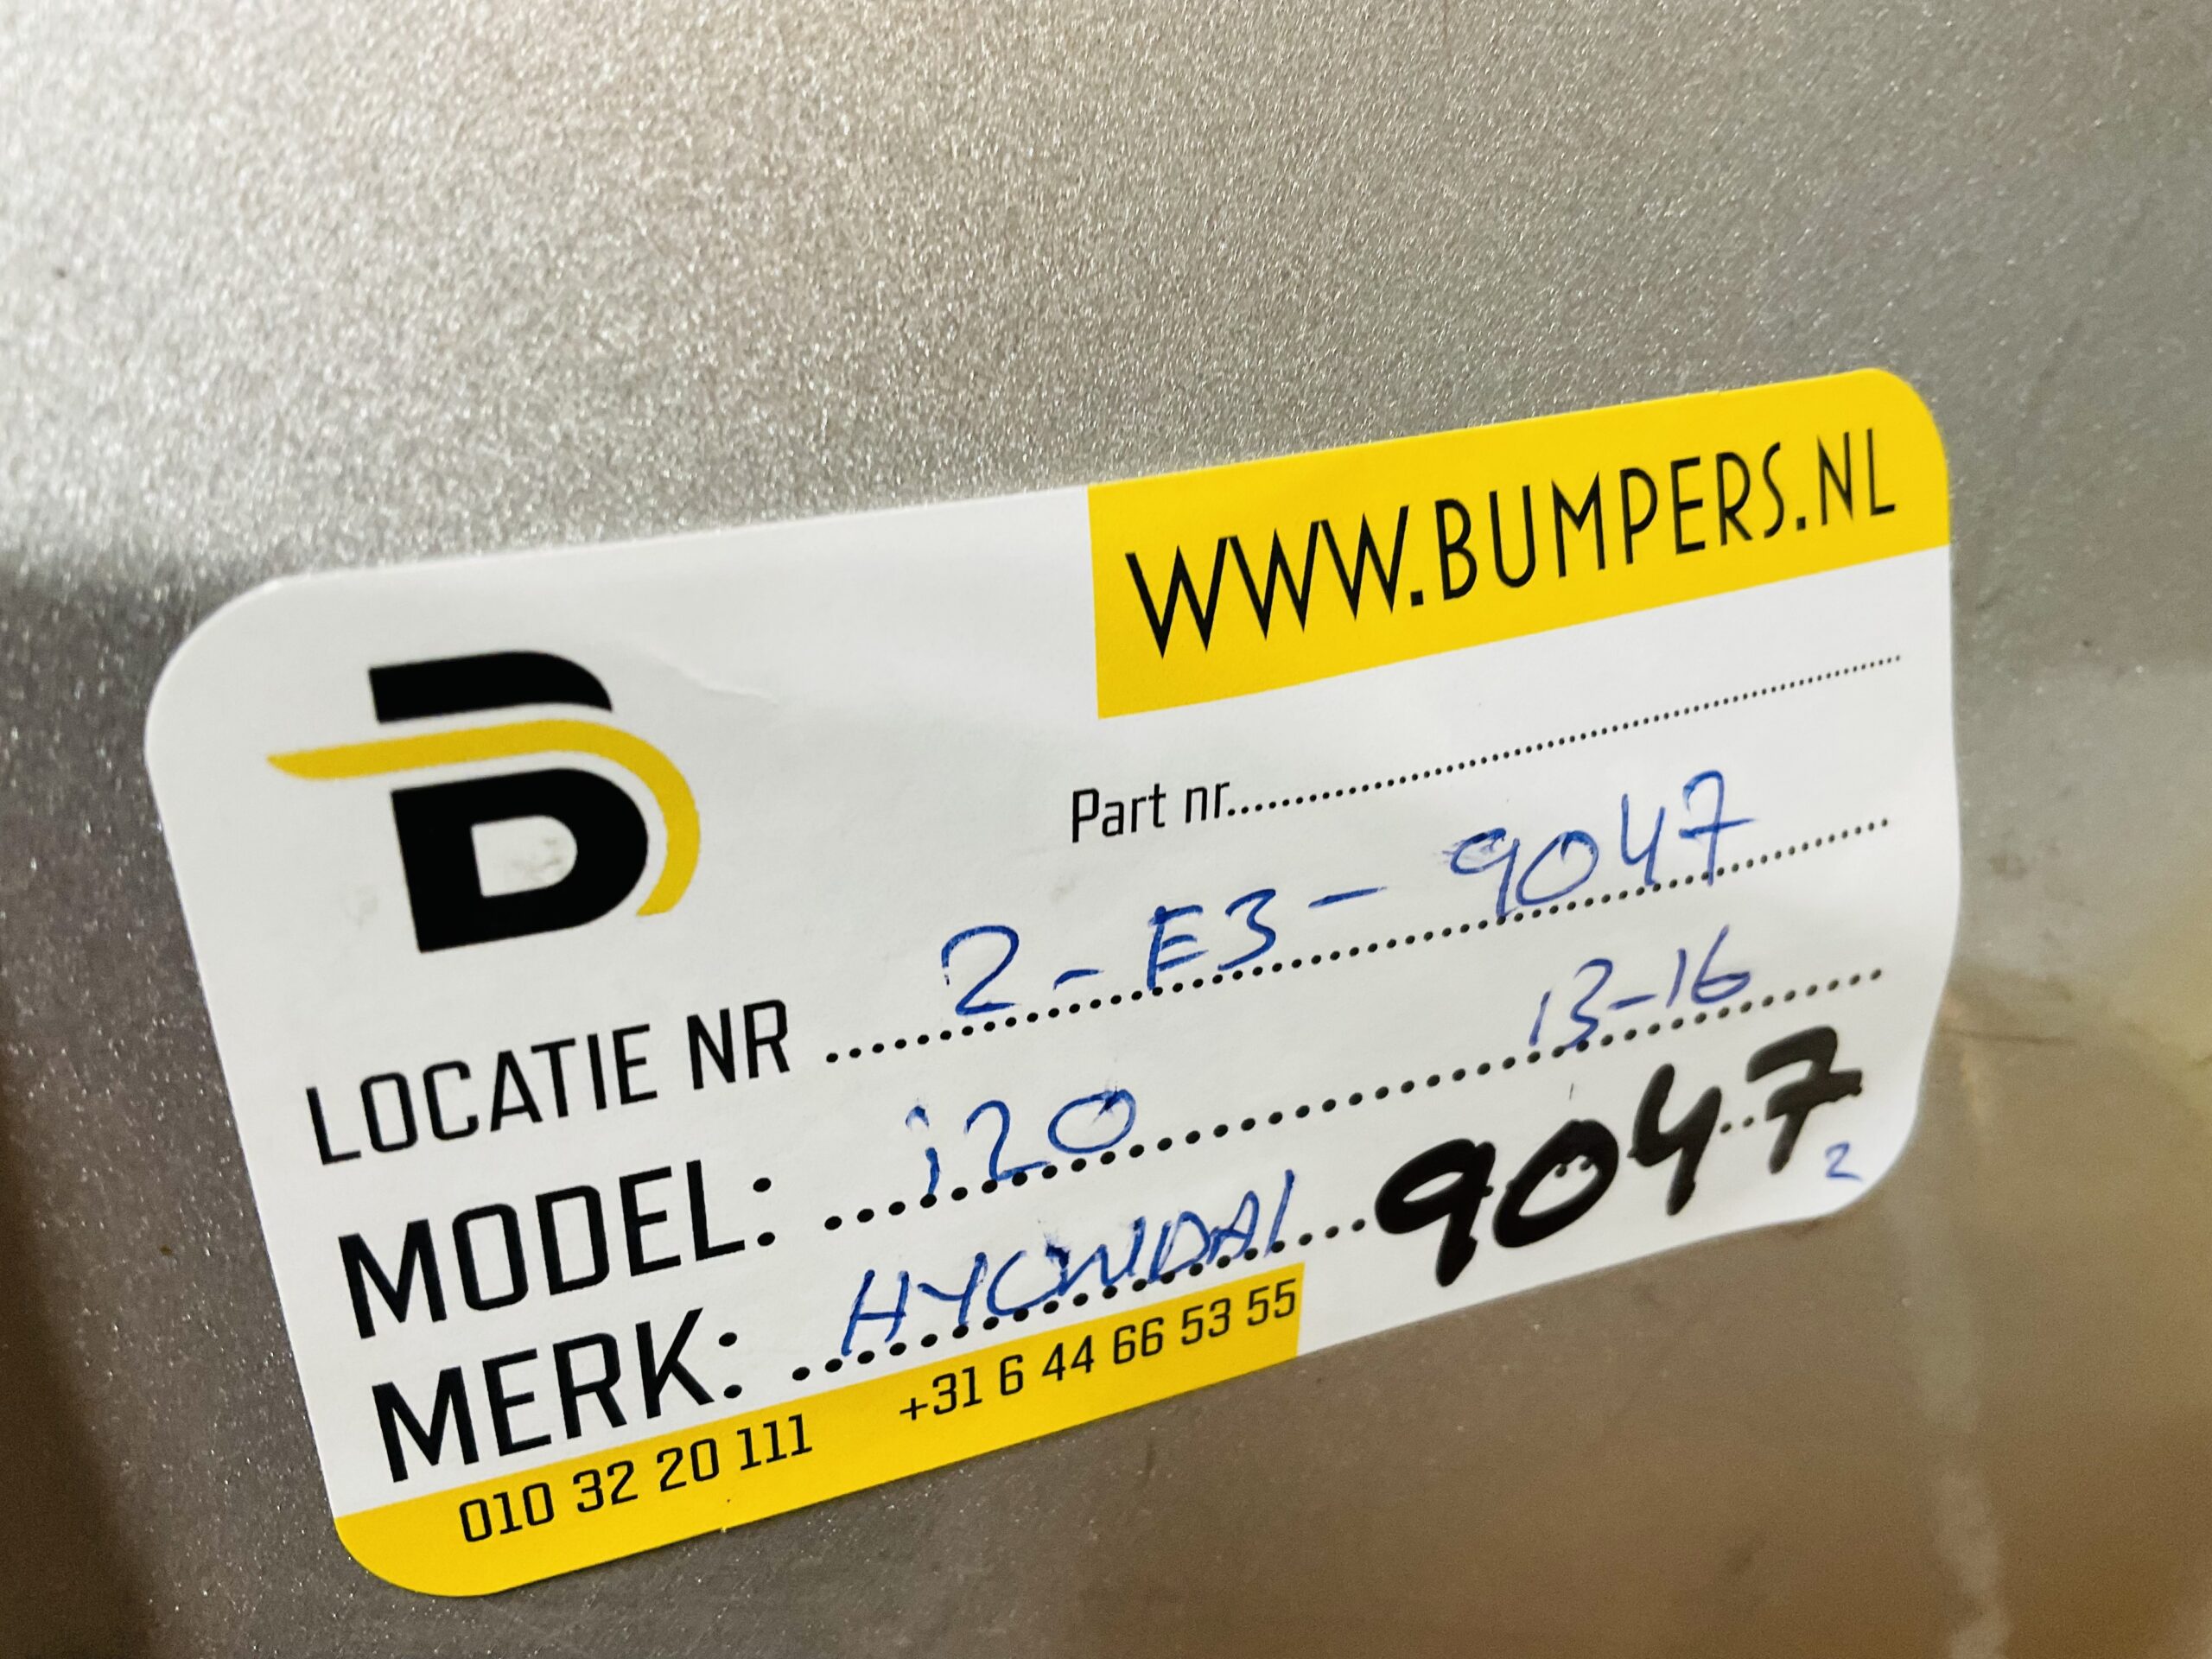 WWW.BUMPERS.NL
B
Part nr..............................
LOCATIE NR 2-E3-9047
MODEL: i20 13-16
MERK: HYUNDAI 9047 2
010 32 20 111 +31 6 44 66 53 55